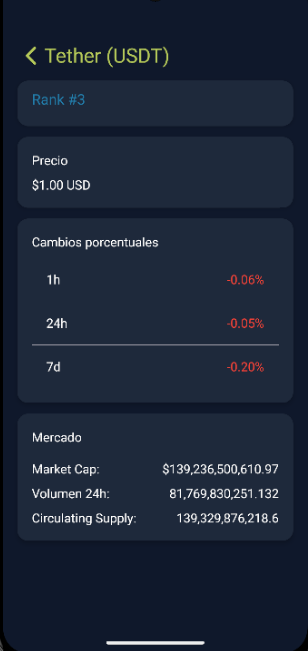 Tether (USDT)
Rank #3
Precio
$1.00 USD
Cambios porcentuales
1h -0.06%
24h -0.05%
7d -0.20%
Mercado
Market Cap: $139,236,500,610.97
Volumen 24h: 81,769,830,251.132
Circulating Supply: 139,329,876,218.6